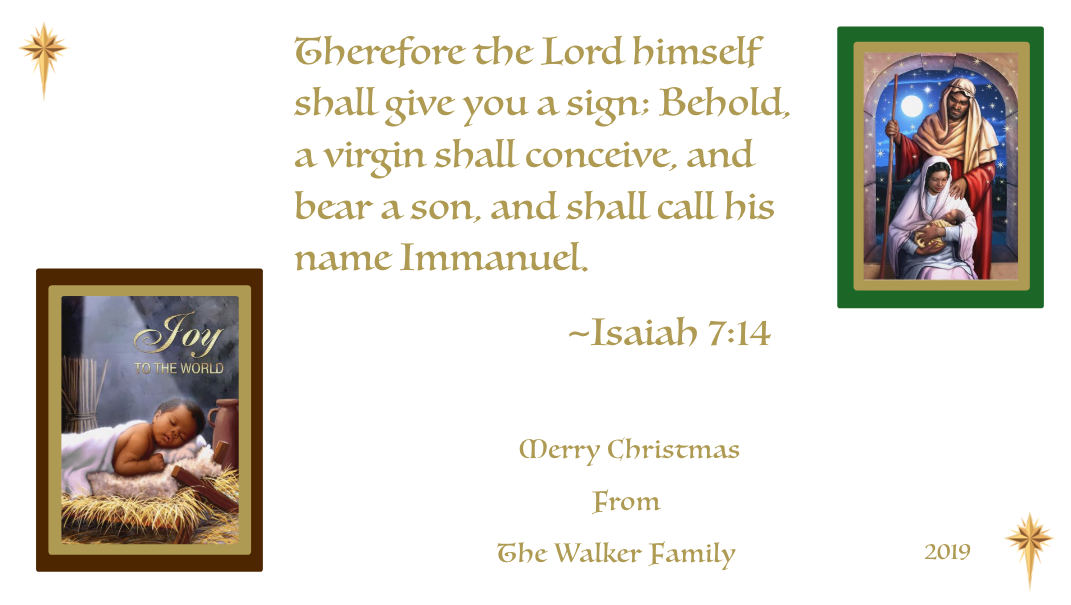 Therefore the Lord himself
shall give you a sign; Behold,
a virgin shall conceive, and
bear a son, and shall call his
name Immanuel.
~Isaiah 7:14
Joy
TO THE WORLD
Merry Christmas
From
The Walker Family
2019